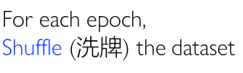 For each epoch,
Shuffle (洗牌) the dataset